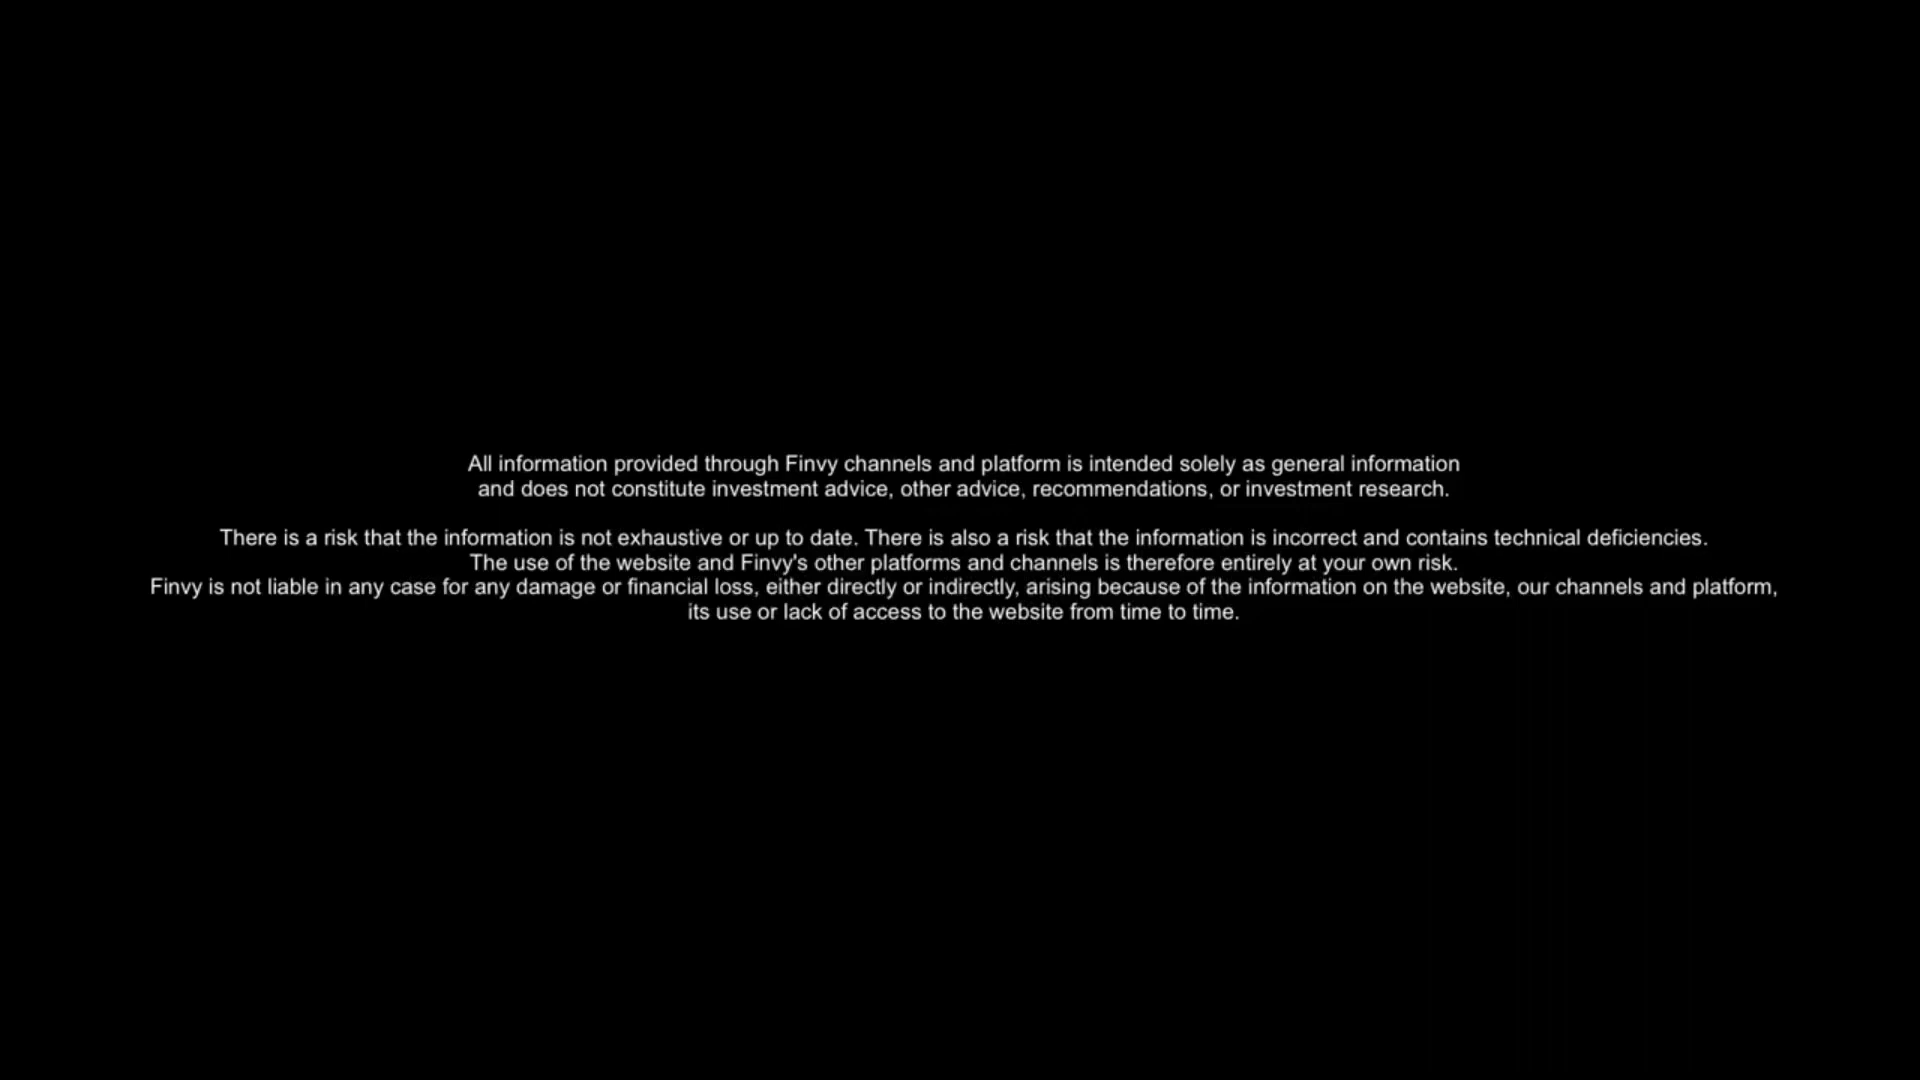 All information provided through Finvy channels and platform is intended solely as general information
and does not constitute investment advice, other advice, recommendations, or investment research.
There is a risk that the information is not exhaustive or up to date. There is also a risk that the information is incorrect and contains technical deficiencies.
The use of the website and Finvy's other platforms and channels is therefore entirely at your own risk.
Finvy is not liable in any case for any damage or financial loss, either directly or indirectly, arising because of the information on the website, our channels and platform,
its use or lack of access to the website from time to time.